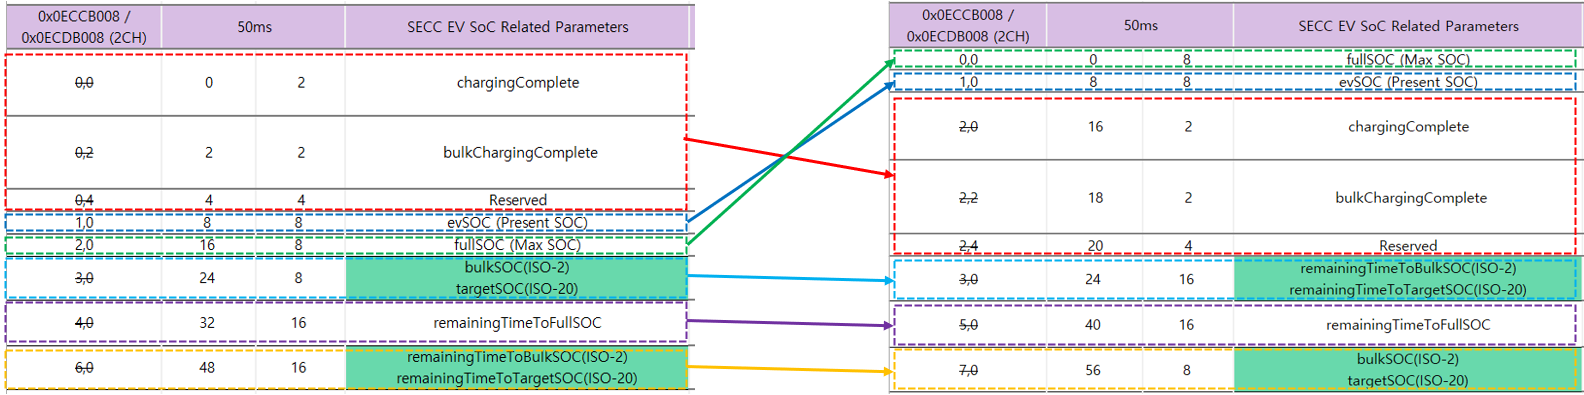 0x0ECCB008 /
0x0ECDB008 (2CH) 50ms SECC EV SoC Related Parameters
0,0 0 2 chargingComplete
0,2 2 2 bulkChargingComplete
0,4 4 4 Reserved
1,0 8 8 evSOC (Present SOC)
2,0 16 8 fullSOC (Max SOC)
3,0 24 8 bulkSOC(ISO-2)
targetSOC(ISO-20)
4,0 32 16 remainingTimeToFullSOC
6,0 48 16 remainingTimeToBulkSOC(ISO-2)
remainingTimeToTargetSOC(ISO-20)
0x0ECCB008 /
0x0ECDB008 (2CH) 50ms SECC EV SoC Related Parameters
0,0 0 8 fullSOC (Max SOC)
1,0 8 8 evSOC (Present SOC)
2,0 16 2 chargingComplete
2,2 18 2 bulkChargingComplete
2,4 20 4 Reserved
3,0 24 16 remainingTimeToBulkSOC(ISO-2)
remainingTimeToTargetSOC(ISO-20)
5,0 40 16 remainingTimeToFullSOC
7,0 56 8 bulkSOC(ISO-2)
targetSOC(ISO-20)